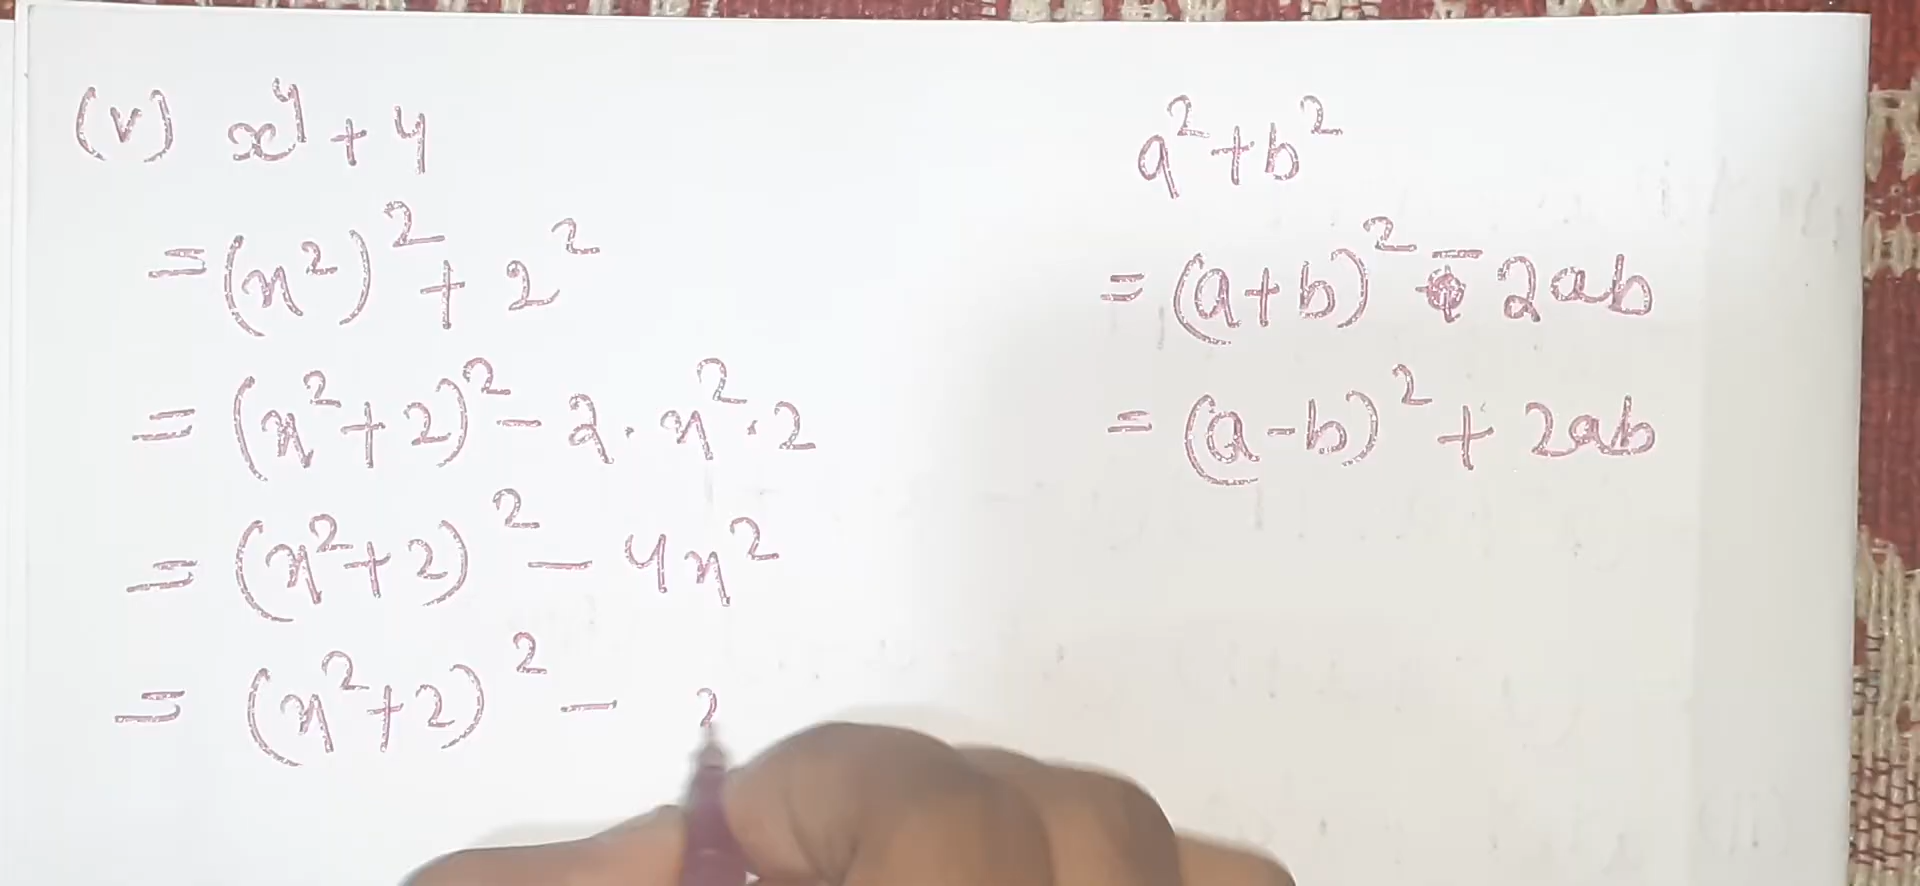 (v) x⁴ + 4
= (x²)² + 2²
= (x²+2)² - 2 . x² . 2
= (x²+2)² - 4x²
= (x²+2)² - 2
a² + b²
= (a+b)² - 2ab
= (a-b)² + 2ab